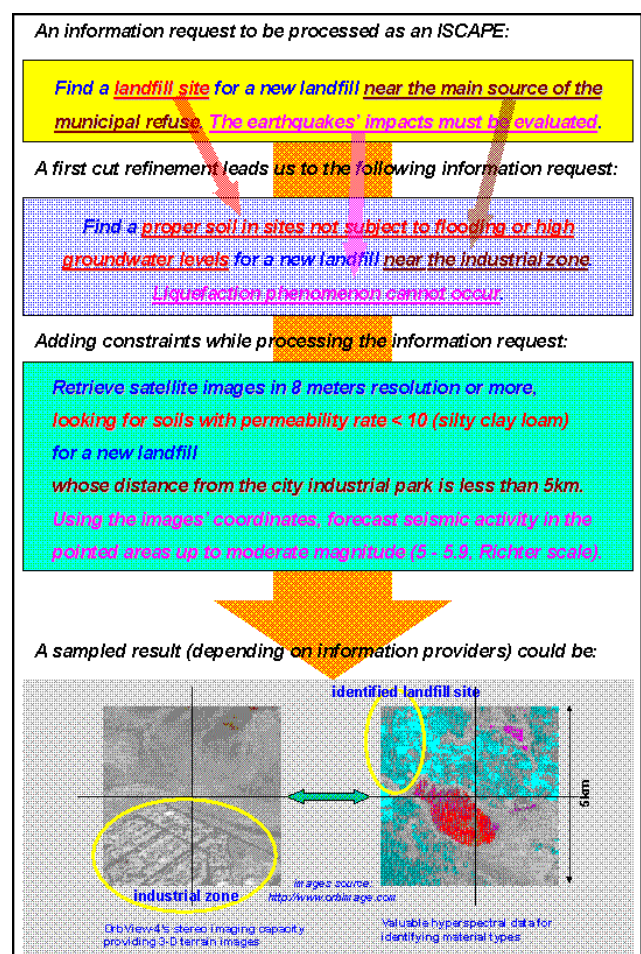 An information request to be processed as an ISCAPE:
Find a landfill site for a new landfill near the main source of the
municipal refuse. The earthquakes' impacts must be evaluated.
A first cut refinement leads us to the following information request:
Find a proper soil in sites not subject to flooding or high
groundwater levels for a new landfill near the industrial zone.
Liquefaction phenomenon cannot occur.
Adding constraints while processing the information request:
Retrieve satellite images in 8 meters resolution or more,
looking for soils with permeability rate < 10 (silty clay loam)
for a new landfill
whose distance from the city industrial park is less than 5km.
Using the images' coordinates, forecast seismic activity in the
pointed areas up to moderate magnitude (5 - 5.9, Richter scale).
A sampled result (depending on information providers) could be:
identified landfill site
5km
industrial zone
images source:
http://www.orbimage.com
OrbView-4's stereo imaging capacity
providing 3-D terrain images
Valuable hyperspectral data for
identifying material types